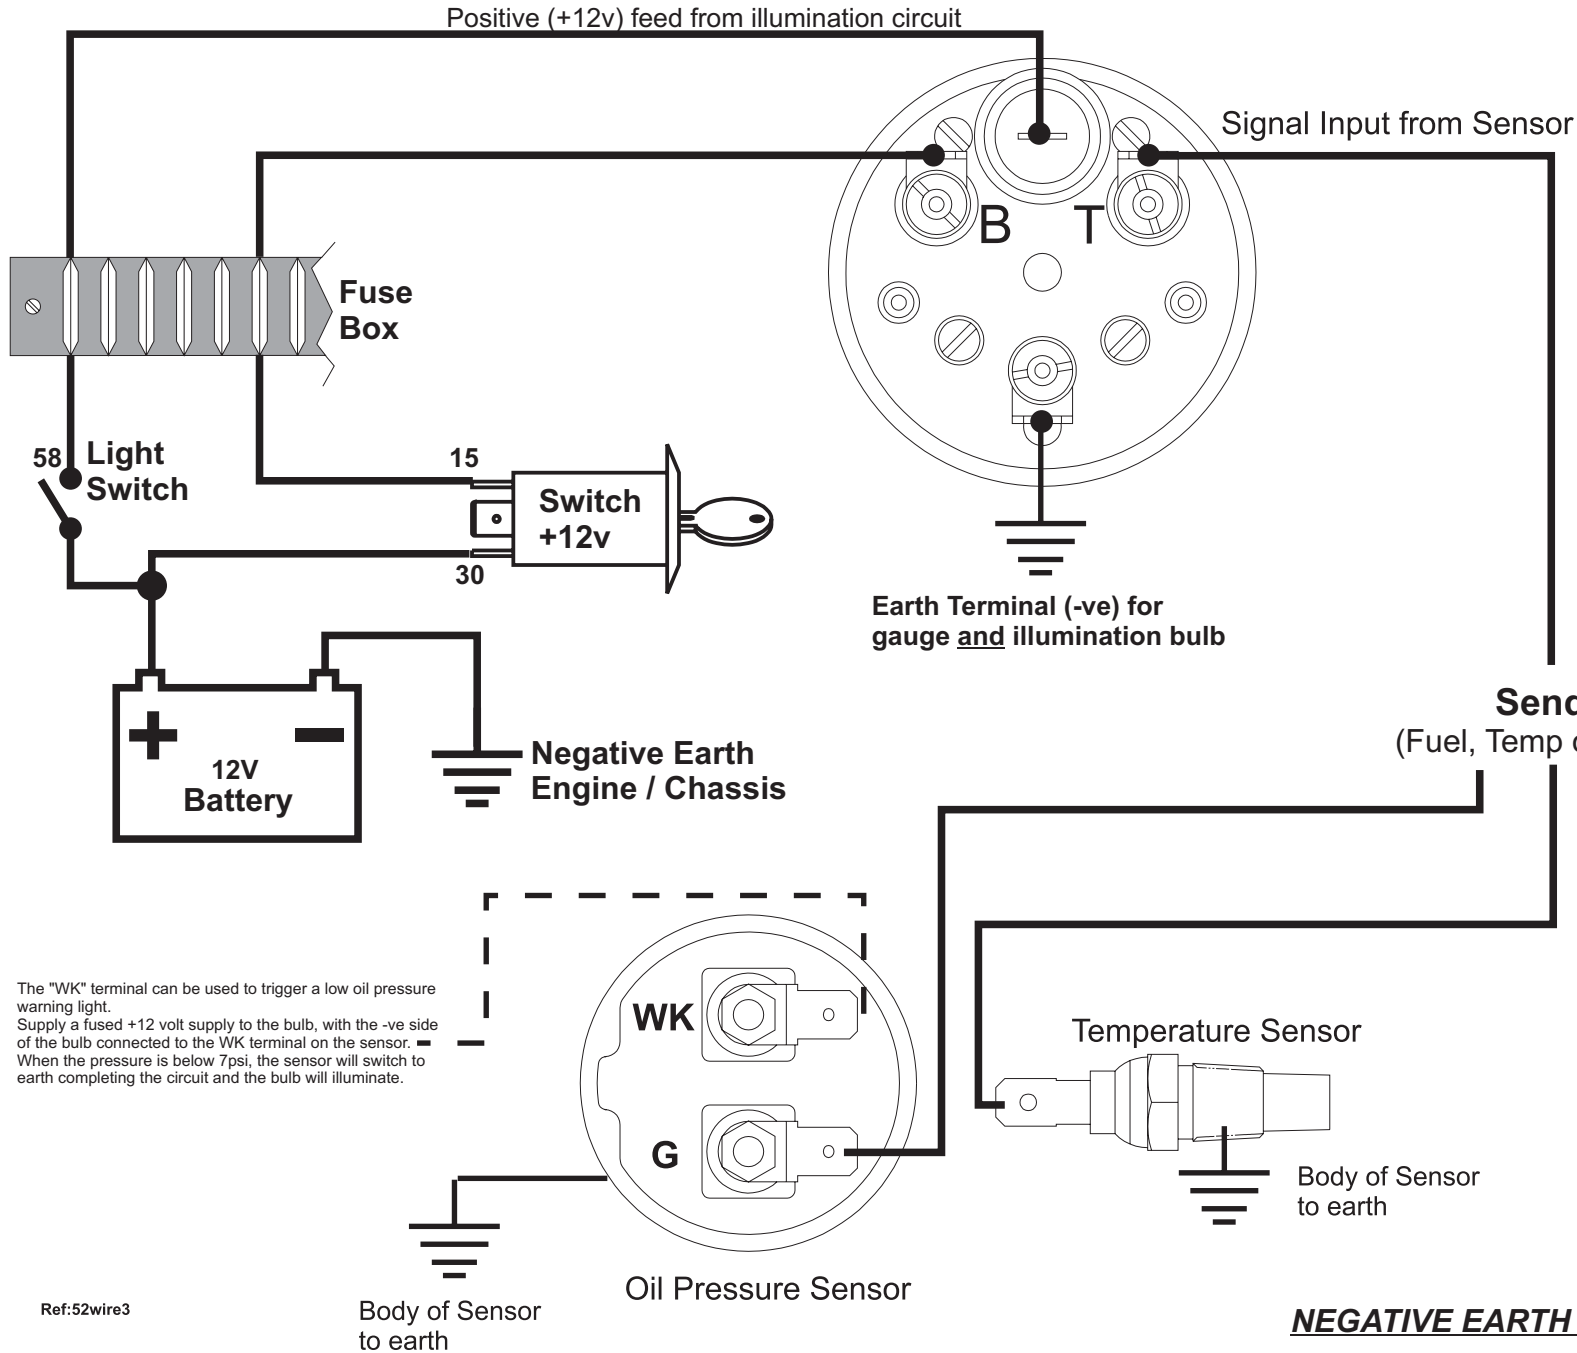 Positive (+12v) feed from illumination circuit
Signal Input from Sensor
B
T
Fuse
Box
58
Light
Switch
15
Switch
+12v
30
Earth Terminal (-ve) for
gauge and illumination bulb
(Fuel, Temp
Negative Earth
Engine / Chassis
+
12V
Battery
The "WK" terminal can be used to trigger a low oil pressure
warning light.
Supply a fused +12 volt supply to the bulb, with the -ve side
of the bulb connected to the WK terminal on the sensor.
When the pressure is below 7psi, the sensor will switch to
earth completing the circuit and the bulb will illuminate.
WK
G
Temperature Sensor
Body of Sensor
to earth
Oil Pressure Sensor
Ref:52wire3
Body of Sensor
to earth
NEGATIVE EARTH